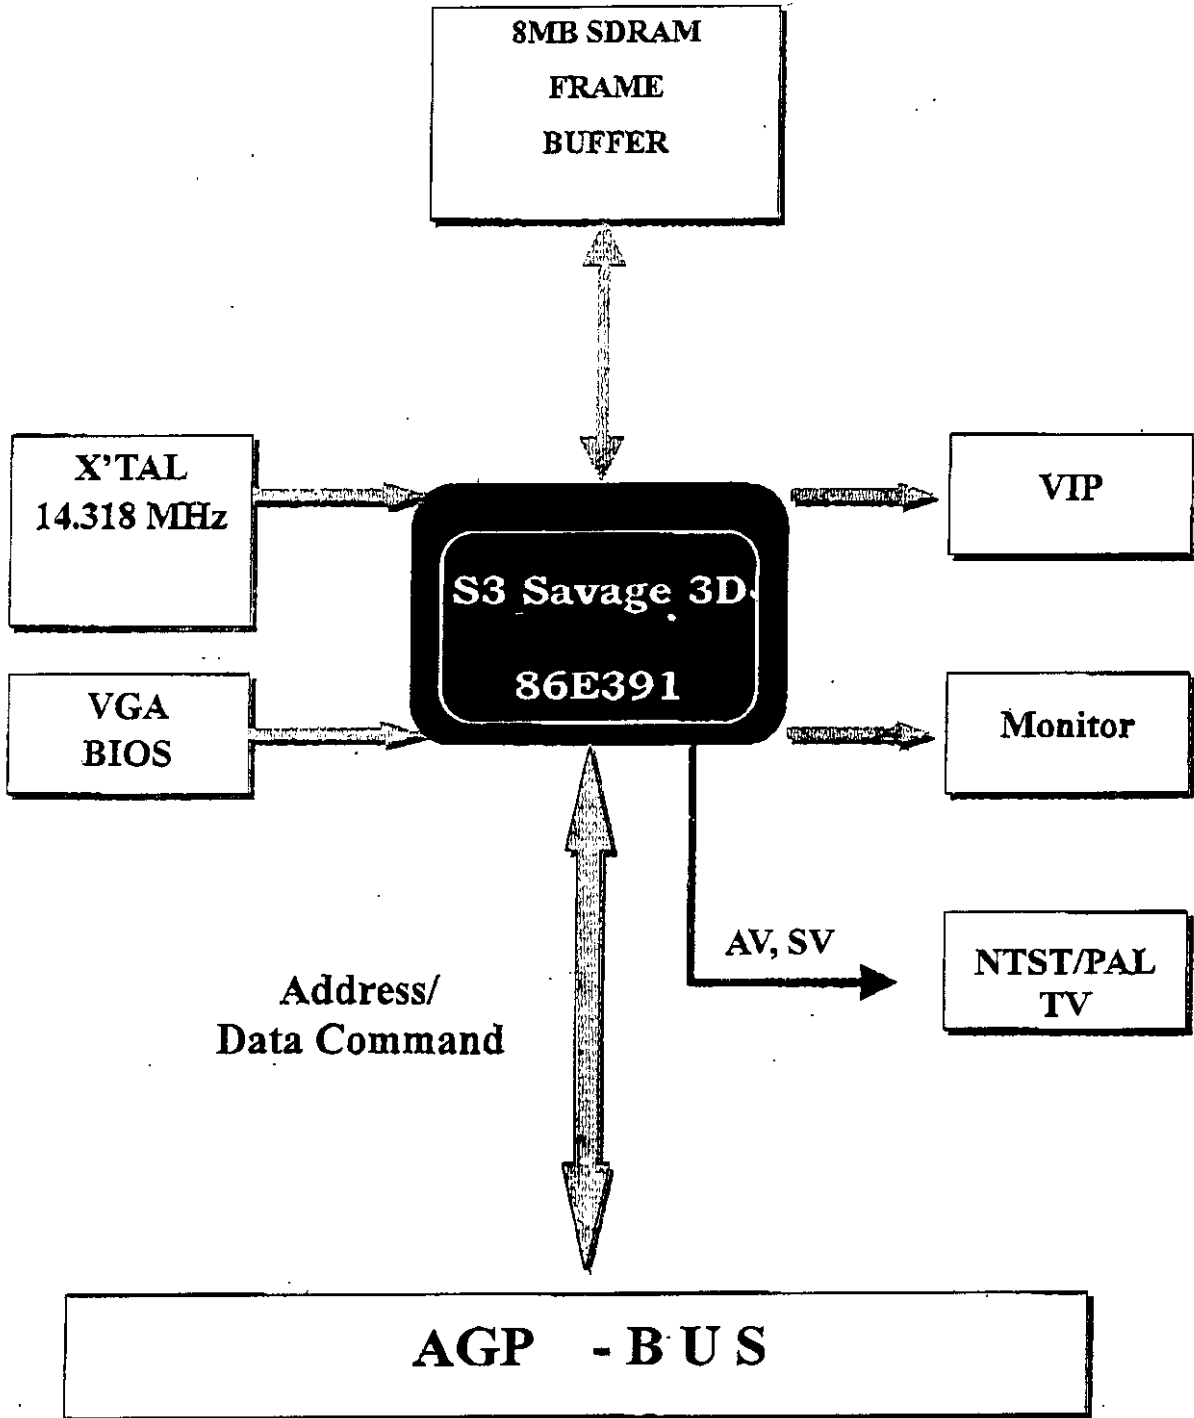 8MB SDRAM
FRAME
BUFFER
X'TAL
14.318 MHz
VIP
S3 Savage 3D
86E391
VGA
BIOS
Monitor
AV, SV
NTST/PAL
TV
Address/
Data Command
AGP - B U S